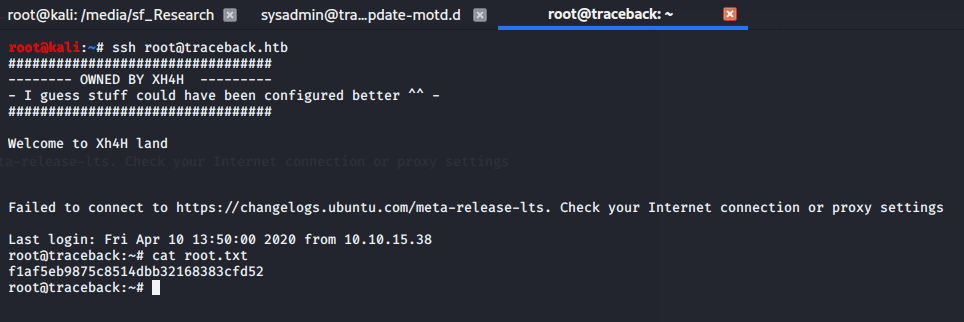 root@kali: /media/sf_Research
sysadmin@tra...pdate-motd.d
root@traceback: ~
root@kali:~# ssh root@traceback.htb
#################################
-------- OWNED BY XH4H  ---------
- I guess stuff could have been configured better ^^ -
#################################
Welcome to Xh4H land
ta-release-lts. Check your Internet connection or proxy settings
Failed to connect to https://changelogs.ubuntu.com/meta-release-lts. Check your Internet connection or proxy settings
Last login: Fri Apr 10 13:50:00 2020 from 10.10.15.38
root@traceback:~# cat root.txt
f1af5eb9875c8514dbb32168383cfd52
root@traceback:~#